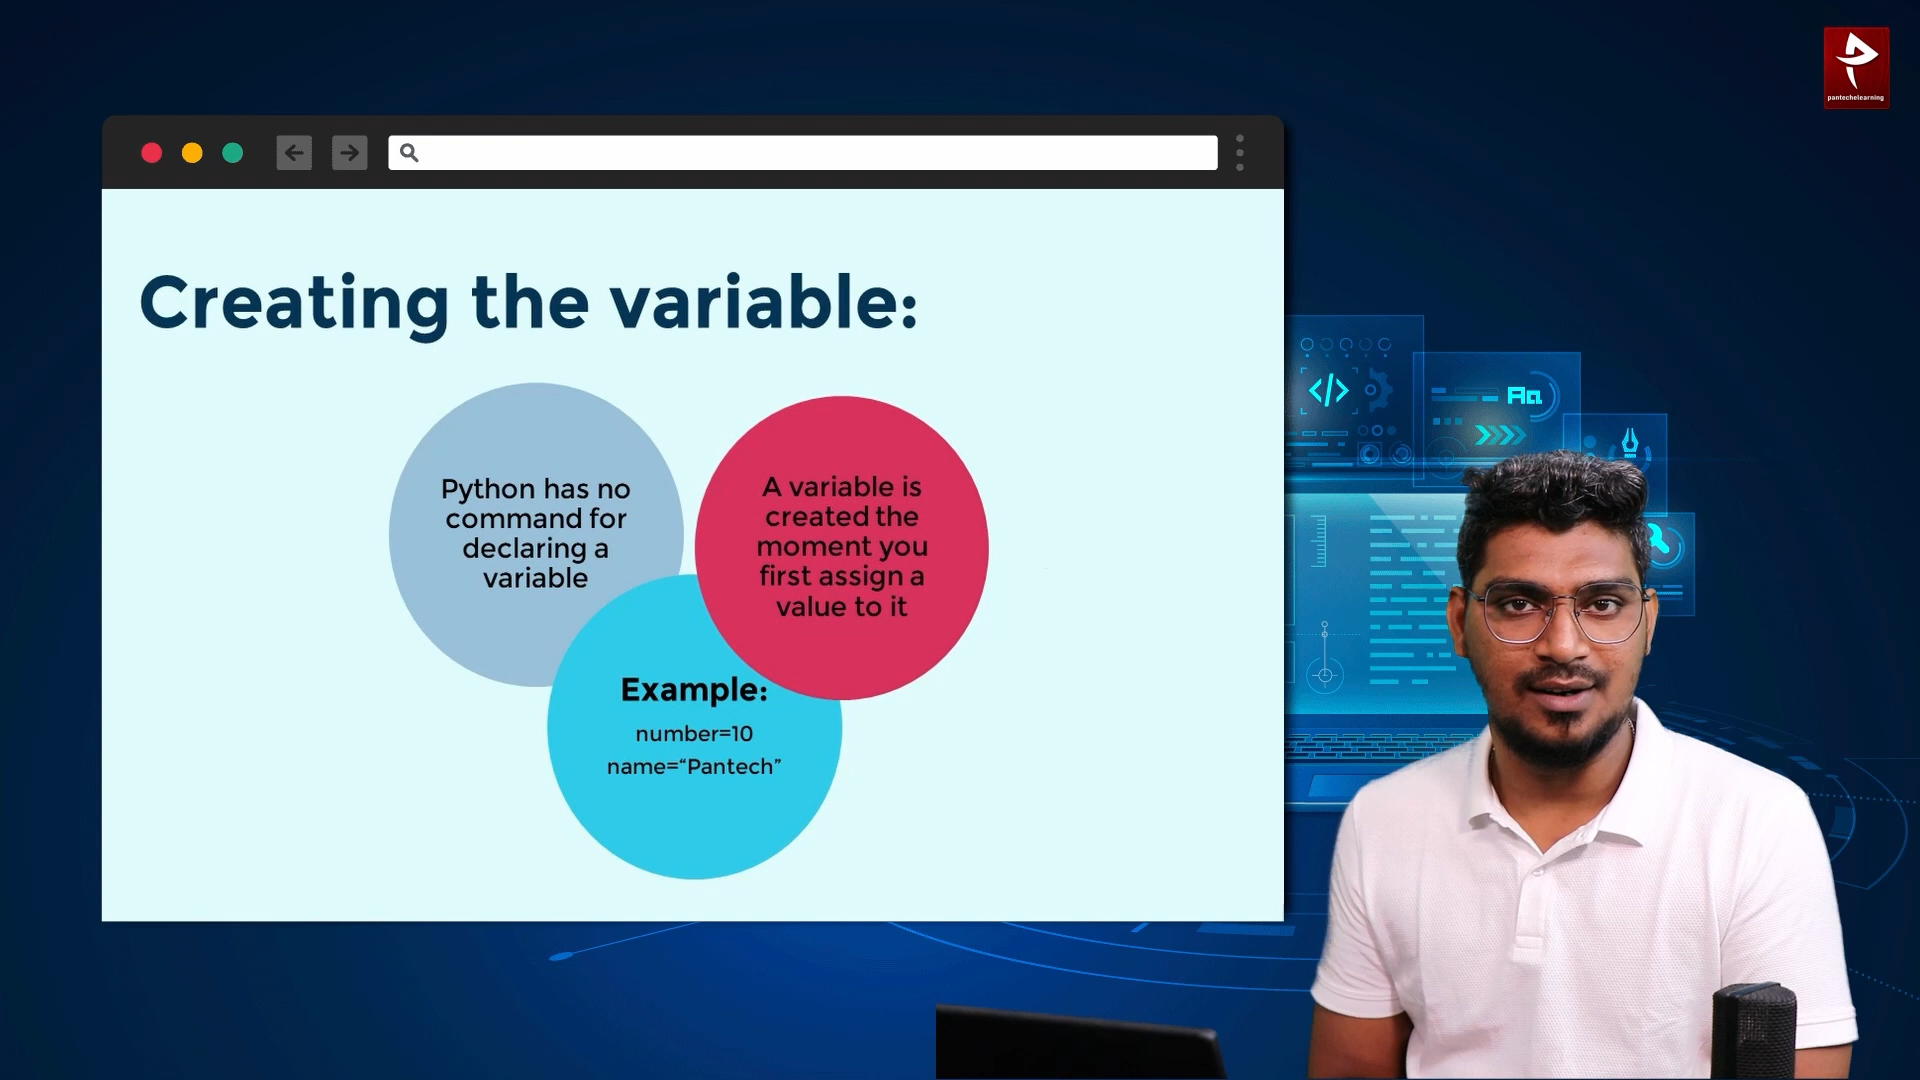 pantechelearning
Creating the variable:
Python has no
command for
declaring a
variable
A variable is
created the
moment you
first assign a
value to it
Example:
number=10
name=“Pantech”
</>
Aa